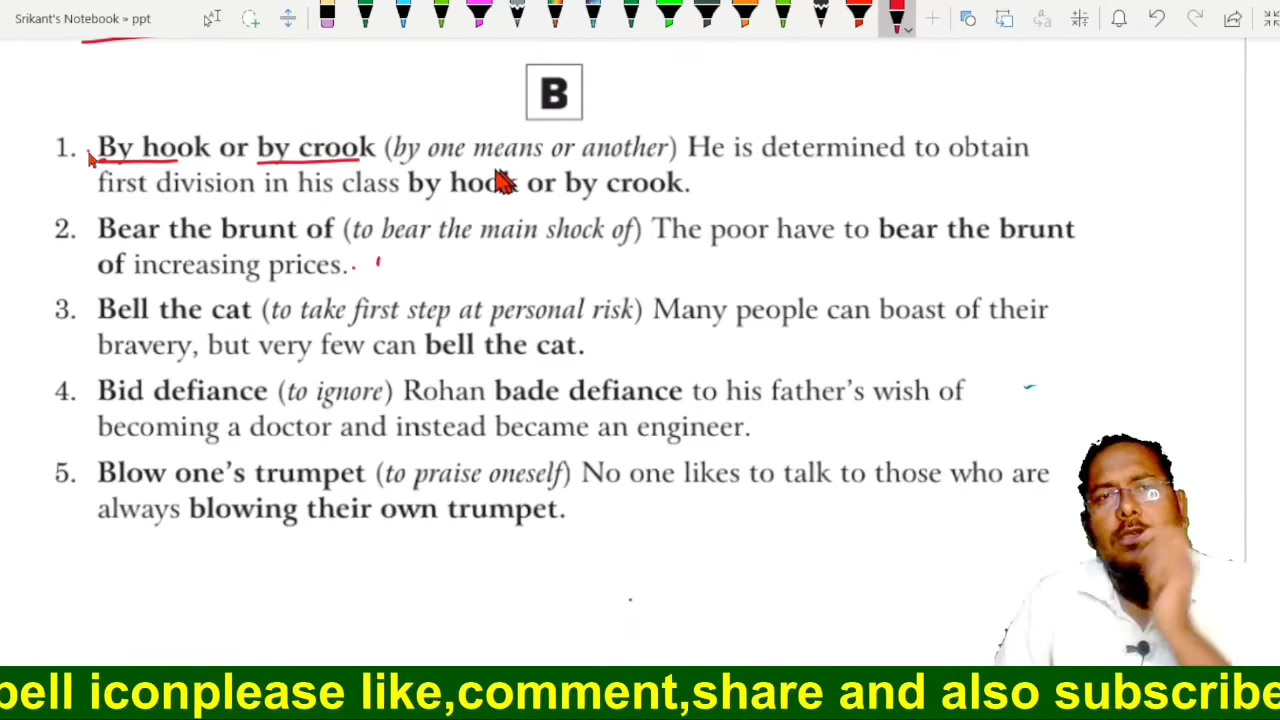 Srikant's Notebook » ppt
B
1. By hook or by crook (by one means or another) He is determined to obtain
first division in his class by hook or by crook.
2. Bear the brunt of (to bear the main shock of) The poor have to bear the brunt
of increasing prices.
3. Bell the cat (to take first step at personal risk) Many people can boast of their
bravery, but very few can bell the cat.
4. Bid defiance (to ignore) Rohan bade defiance to his father's wish of
becoming a doctor and instead became an engineer.
5. Blow one's trumpet (to praise oneself) No one likes to talk to those who are
always blowing their own trumpet.
bell iconplease like,comment,share and also subscribe